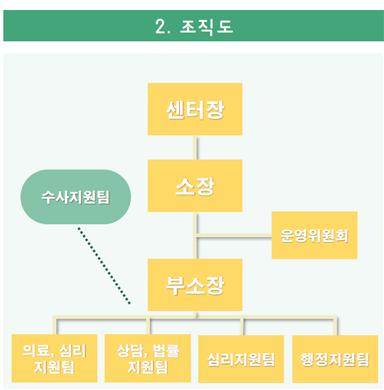 2. 조직도
센터장
소장
수사지원팀
운영위원회
부소장
의료, 심리
지원팀
상담, 법률
지원팀
심리지원팀
행정지원팀